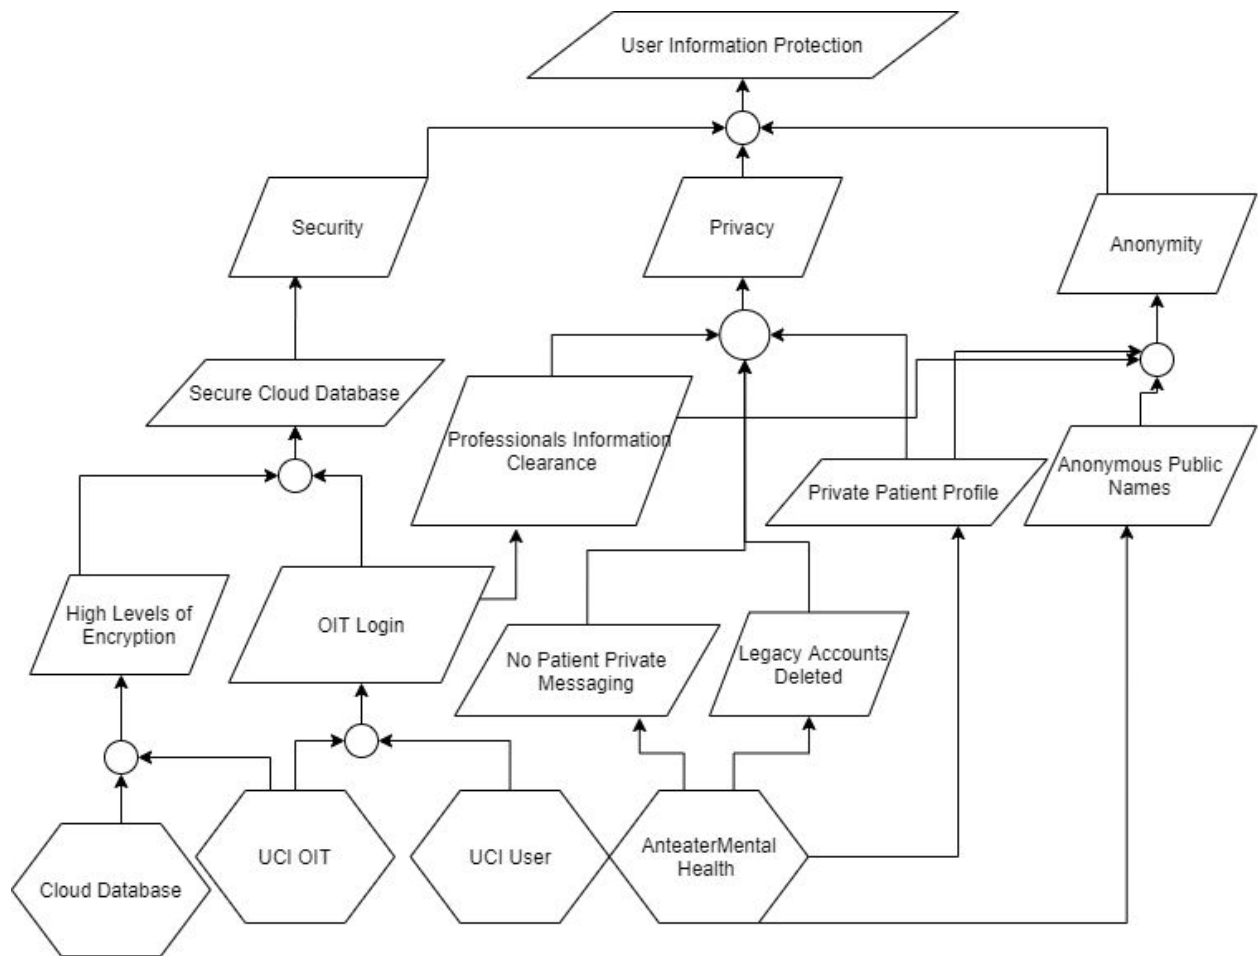 User Information Protection
Security
Privacy
Anonymity
Secure Cloud Database
Professionals Information
Clearance
Private Patient Profile
Anonymous Public
Names
High Levels of
Encryption
OIT Login
No Patient Private
Messaging
Legacy Accounts
Deleted
Cloud Database
UCI OIT
UCI User
AnteaterMental
Health